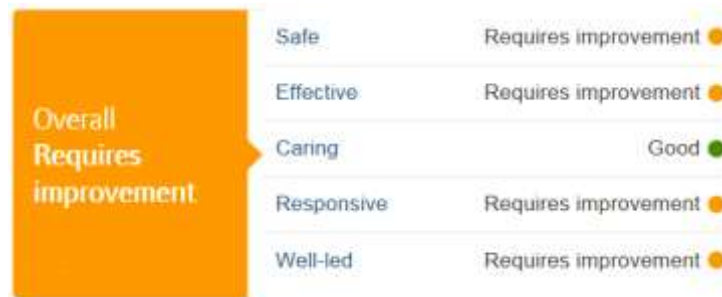 Overall
Requires
improvement
Safe Requires improvement
Effective Requires improvement
Caring Good
Responsive Requires improvement
Well-led Requires improvement